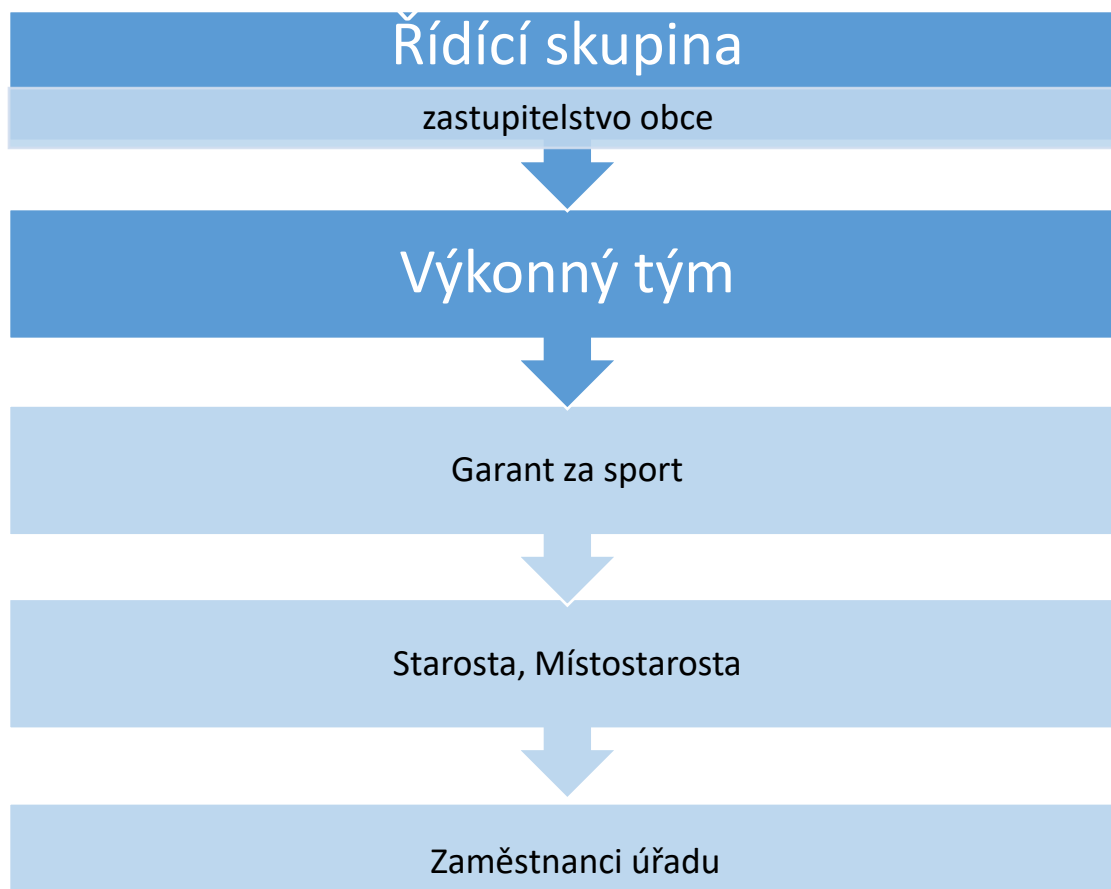 Řídící skupina
zastupitelstvo obce
Výkonný tým
Garant za sport
Starosta, Místostarosta
Zaměstnanci úřadu